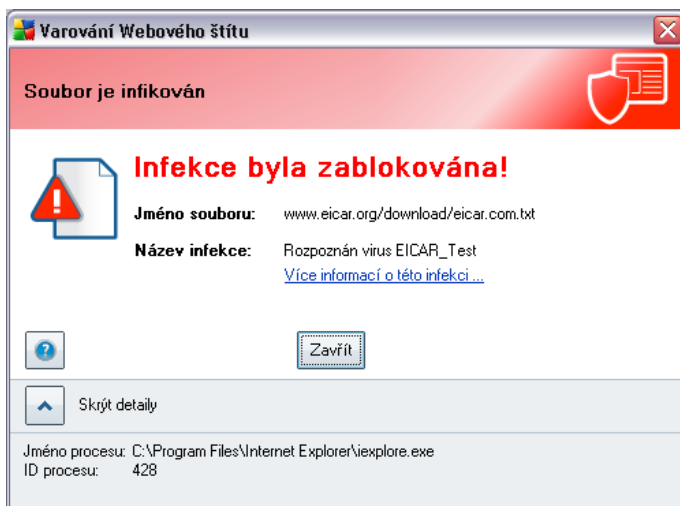 Varování Webového štítu
Soubor je infikován
Infekce byla zablokována!
Jméno souboru: www.eicar.org/download/eicar.com.txt
Název infekce: Rozpoznán virus EICAR_Test
Více informací o této infekci ...
Zavřít
Skrýt detaily
Jméno procesu: C:\Program Files\Internet Explorer\iexplore.exe
ID procesu: 428